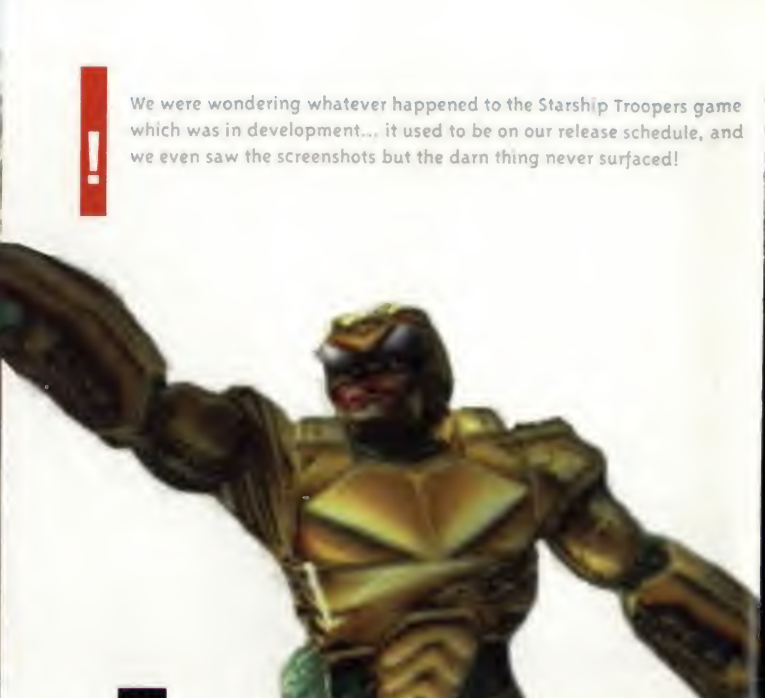 !
We were wondering whatever happened to the Starship Troopers game
which was in development... it used to be on our release schedule, and
we even saw the screenshots but the darn thing never surfaced!